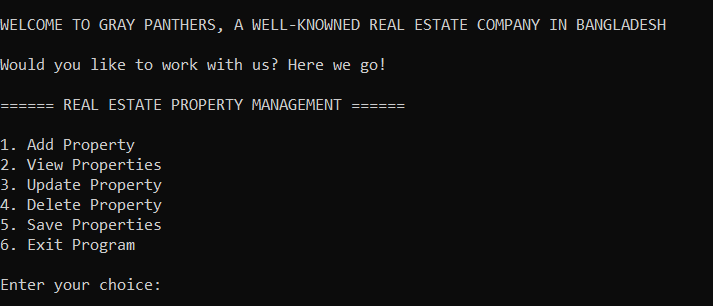 WELCOME TO GRAY PANTHERS, A WELL-KNOWNED REAL ESTATE COMPANY IN BANGLADESH
Would you like to work with us? Here we go!
====== REAL ESTATE PROPERTY MANAGEMENT ======
1. Add Property
2. View Properties
3. Update Property
4. Delete Property
5. Save Properties
6. Exit Program
Enter your choice: